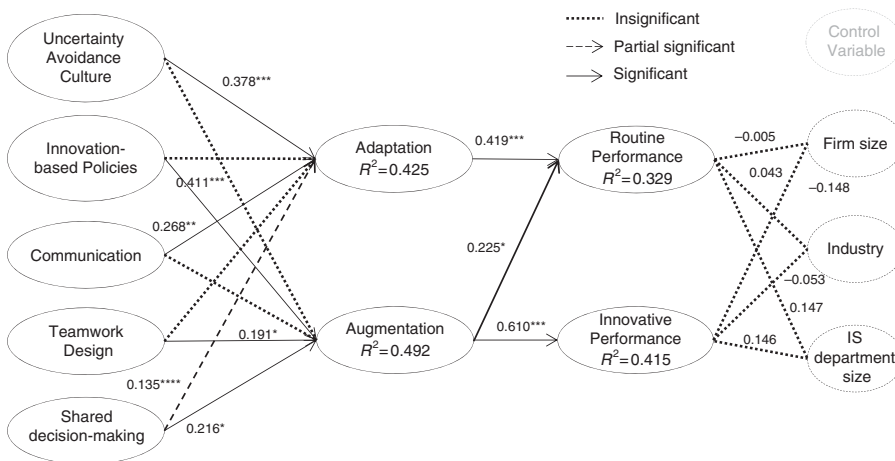 Insignificant
Partial significant
Significant
Control
Variable
Uncertainty
Avoidance
Culture
Innovation-
based Policies
Communication
Teamwork
Design
Shared
decision-making
0.378***
0.411***
0.268**
0.191*
0.135****
0.216*
Adaptation
R²=0.425
Augmentation
R²=0.492
0.419***
0.225*
0.610***
Routine
Performance
R²=0.329
Innovative
Performance
R²=0.415
–0.005
0.043
–0.148
–0.053
0.147
0.146
Firm size
Industry
IS
department
size